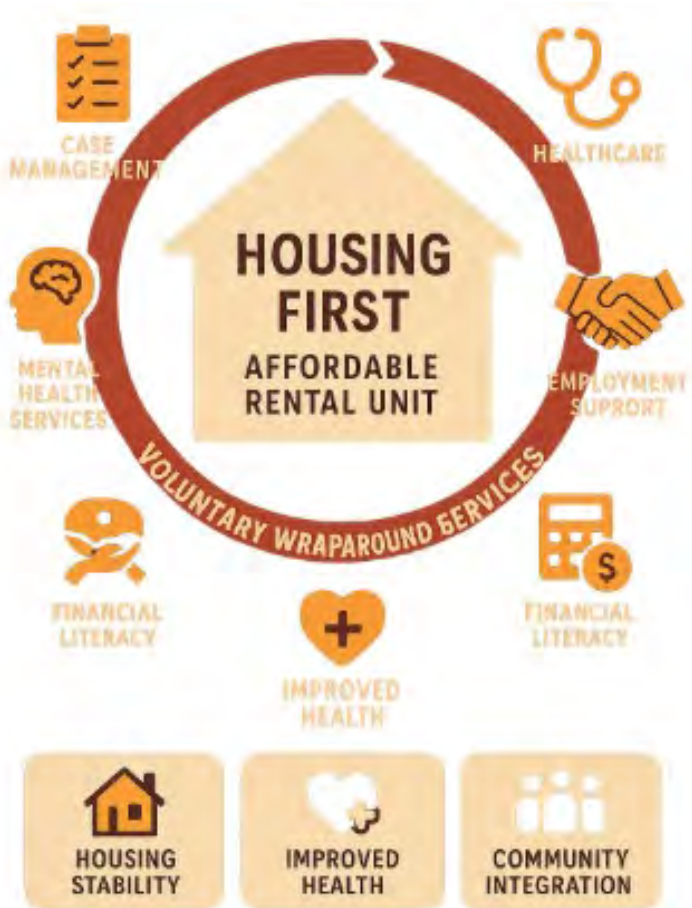 CASE
MANAGEMENT
HEALTHCARE
HOUSING
FIRST
AFFORDABLE
RENTAL UNIT
MENTAL
HEALTH
SERVICES
EMPLOYMENT
SUPRORT
VOLUNTARY WRAPAROUND SERVICES
FINANCIAL
LITERACY
$
FINANCIAL
LITERACY
IMPROVED
HEALTH
HOUSING
STABILITY
IMPROVED
HEALTH
COMMUNITY
INTEGRATION